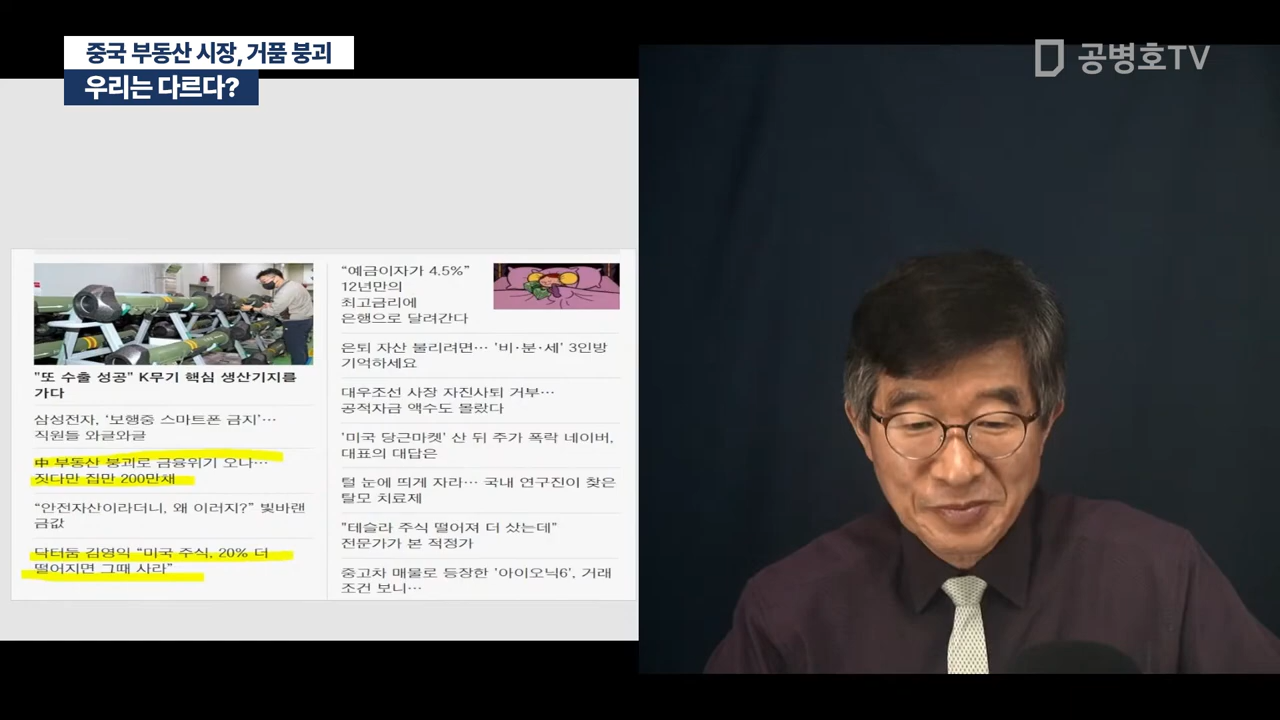 중국 부동산 시장, 거품 붕괴
우리는 다르다?
공병호TV
"또 수출 성공" K무기 핵심 생산기지를
가다
삼성전자, '보행중 스마트폰 금지'…
직원들 와글와글
中 부동산 붕괴로 금융위기 오나…
짓다만 집만 200만채
"안전자산이라더니, 왜 이러지?" 빛바랜
금값
닥터둠 김영익 "미국 주식, 20% 더
떨어지면 그때 사라"
"예금이자가 4.5%"
12년만의
최고금리에
은행으로 달려간다
은퇴 자산 불리려면… '비·분·세' 3인방
기억하세요
대우조선 사장 자진사퇴 거부…
공적자금 액수도 몰랐다
'미국 당근마켓' 산 뒤 주가 폭락 네이버,
대표의 대답은
털 눈에 띄게 자라… 국내 연구진이 찾은
탈모 치료제
"테슬라 주식 떨어져 더 샀는데"
전문가가 본 적정가
중고차 매물로 등장한 '아이오닉6', 거래
조건 보니…